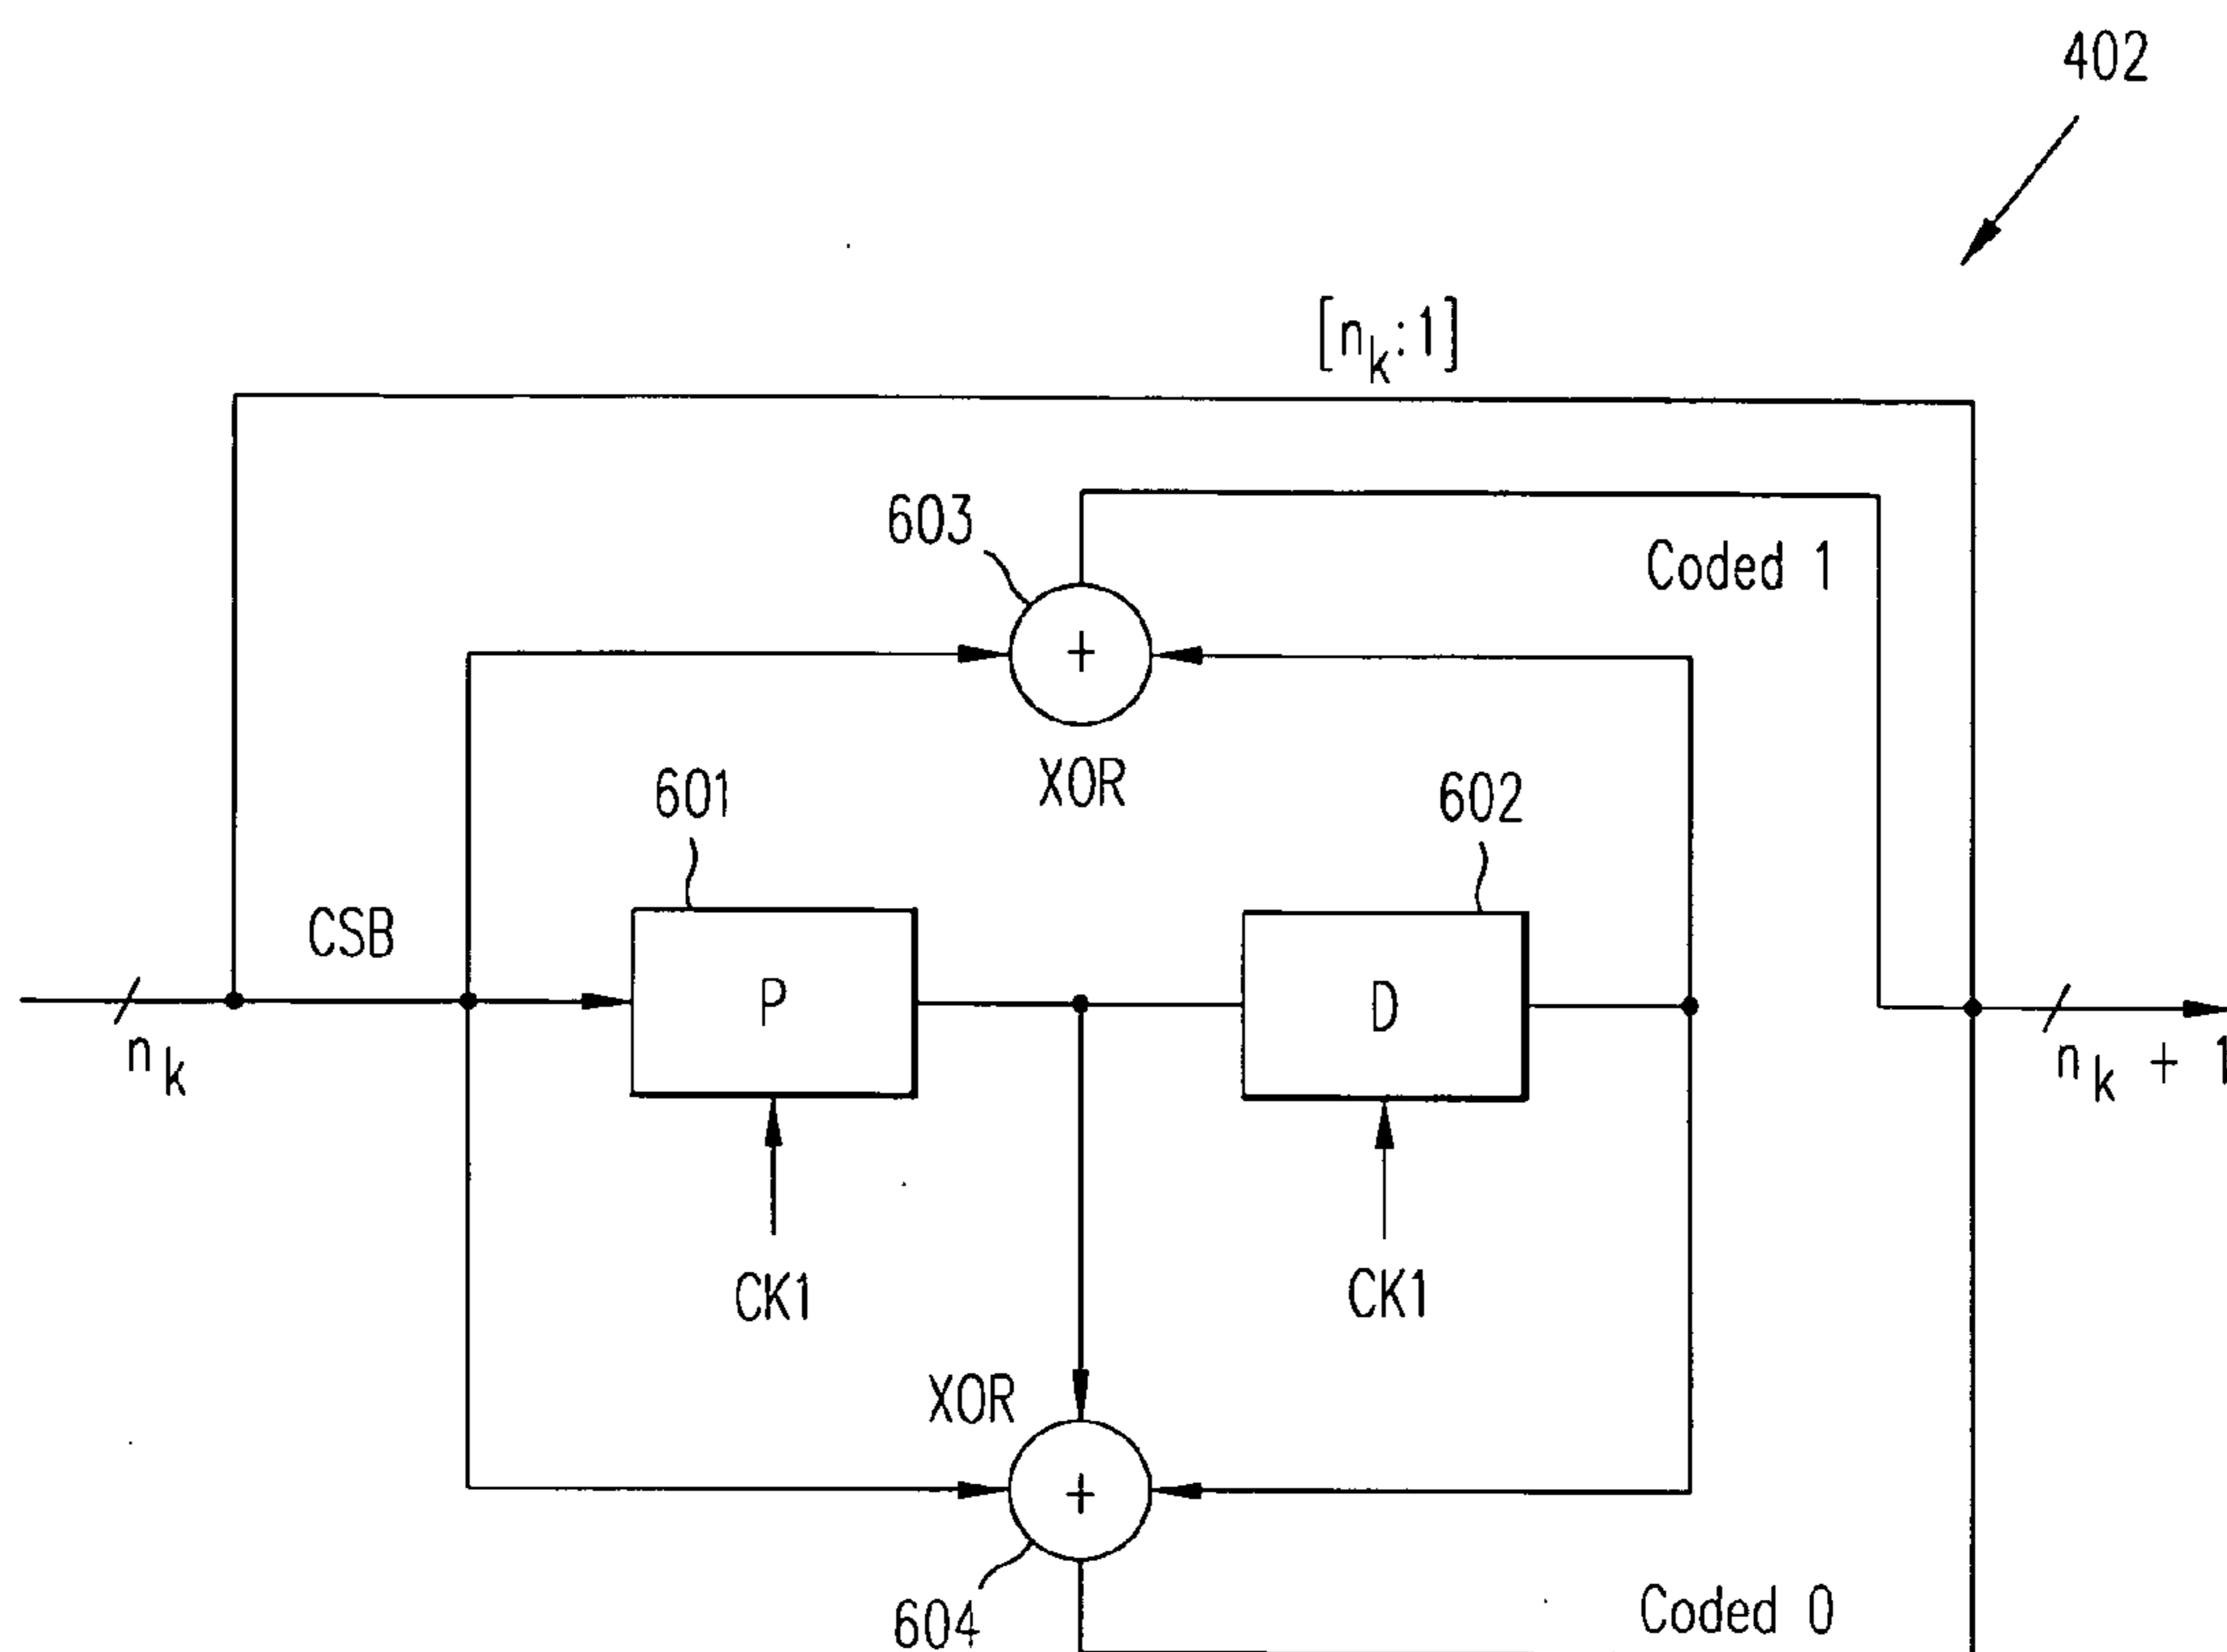 402
[nk:1]
603
+
Coded 1
XOR
601
602
CSB
P
D
nk
nk + 1
CK1
CK1
XOR
+
604
Coded 0